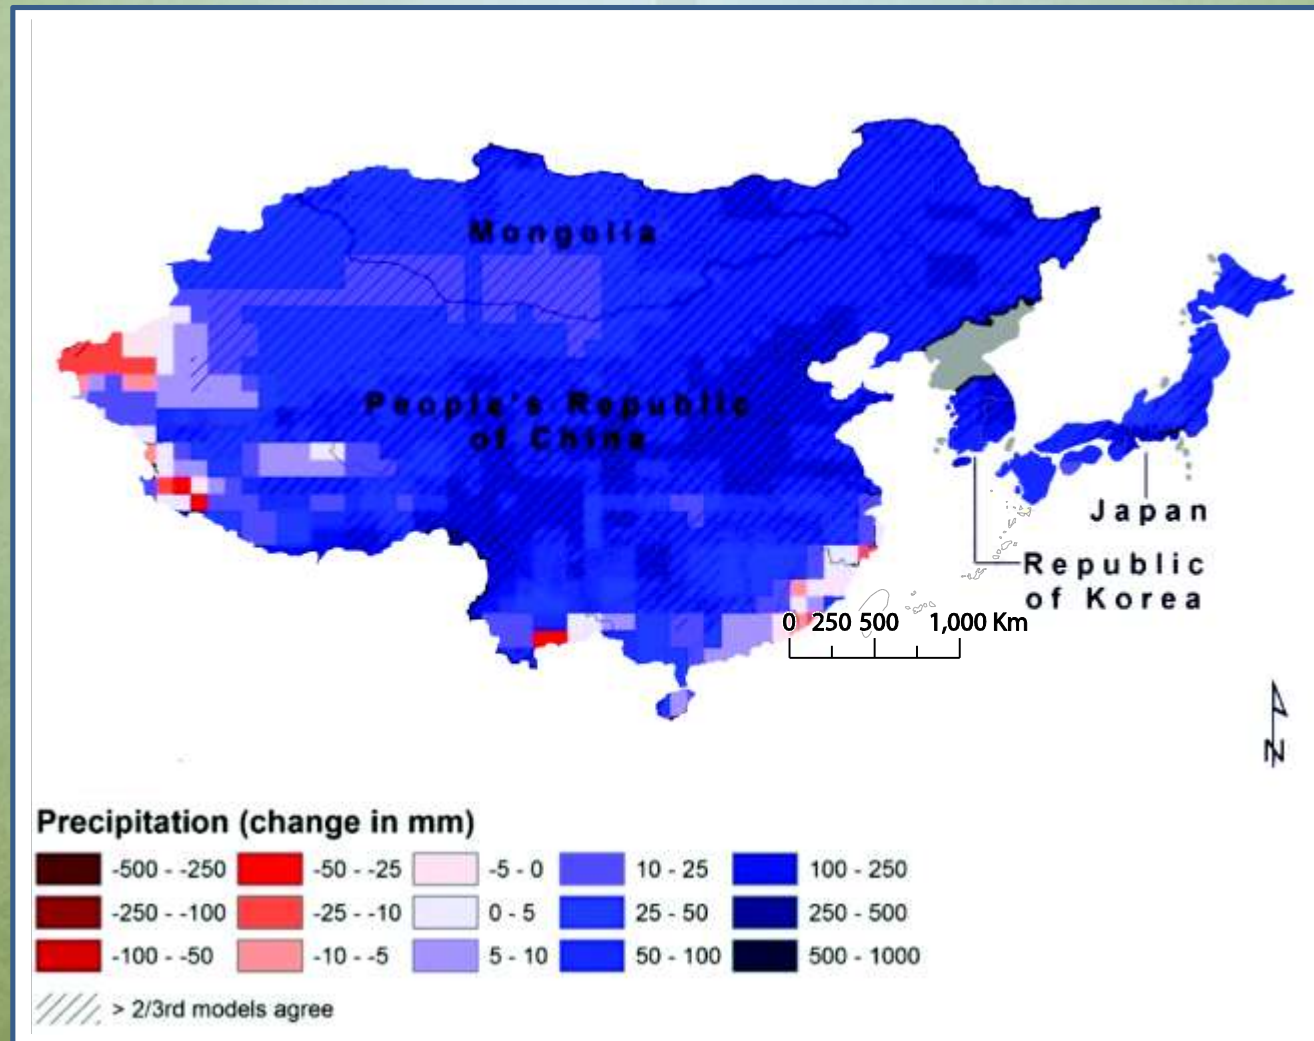 Mongolia
People's Republic
of China
Japan
Republic
of Korea
0 250 500 1,000 Km
N
Precipitation (change in mm)
-500 - -250 -50 - -25 -5 - 0 10 - 25 100 - 250
-250 - -100 -25 - -10 0 - 5 25 - 50 250 - 500
-100 - -50 -10 - -5 5 - 10 50 - 100 500 - 1000
> 2/3rd models agree